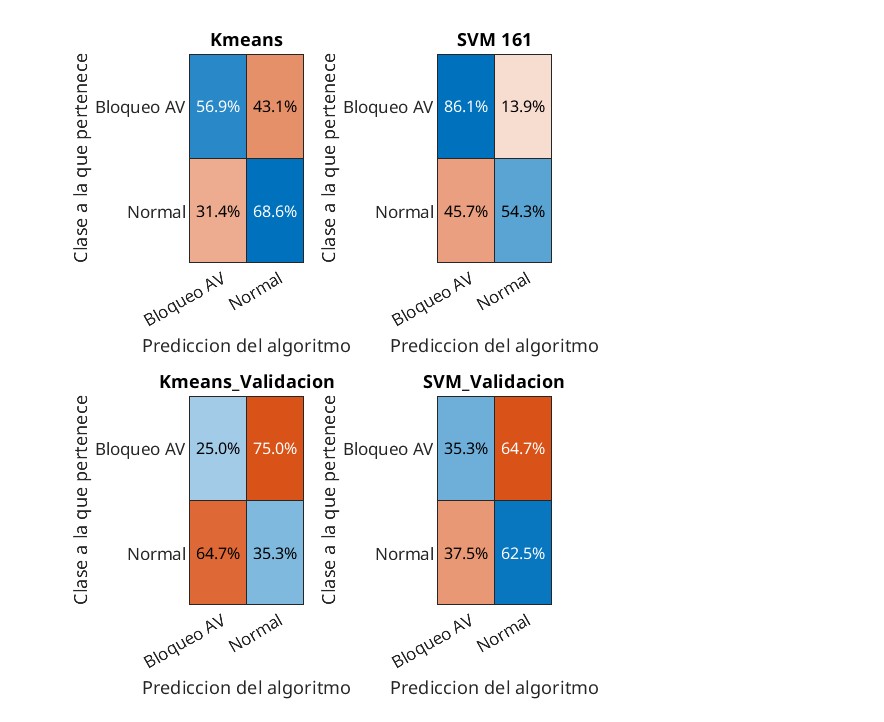 Kmeans
Clase a la que pertenece
Bloqueo AV
56.9%
43.1%
Normal
31.4%
68.6%
Bloqueo AV
Normal
Prediccion del algoritmo
SVM 161
Clase a la que pertenece
Bloqueo AV
86.1%
13.9%
Normal
45.7%
54.3%
Bloqueo AV
Normal
Prediccion del algoritmo
Kmeans_Validacion
Clase a la que pertenece
Bloqueo AV
25.0%
75.0%
Normal
64.7%
35.3%
Bloqueo AV
Normal
Prediccion del algoritmo
SVM_Validacion
Clase a la que pertenece
Bloqueo AV
35.3%
64.7%
Normal
37.5%
62.5%
Bloqueo AV
Normal
Prediccion del algoritmo